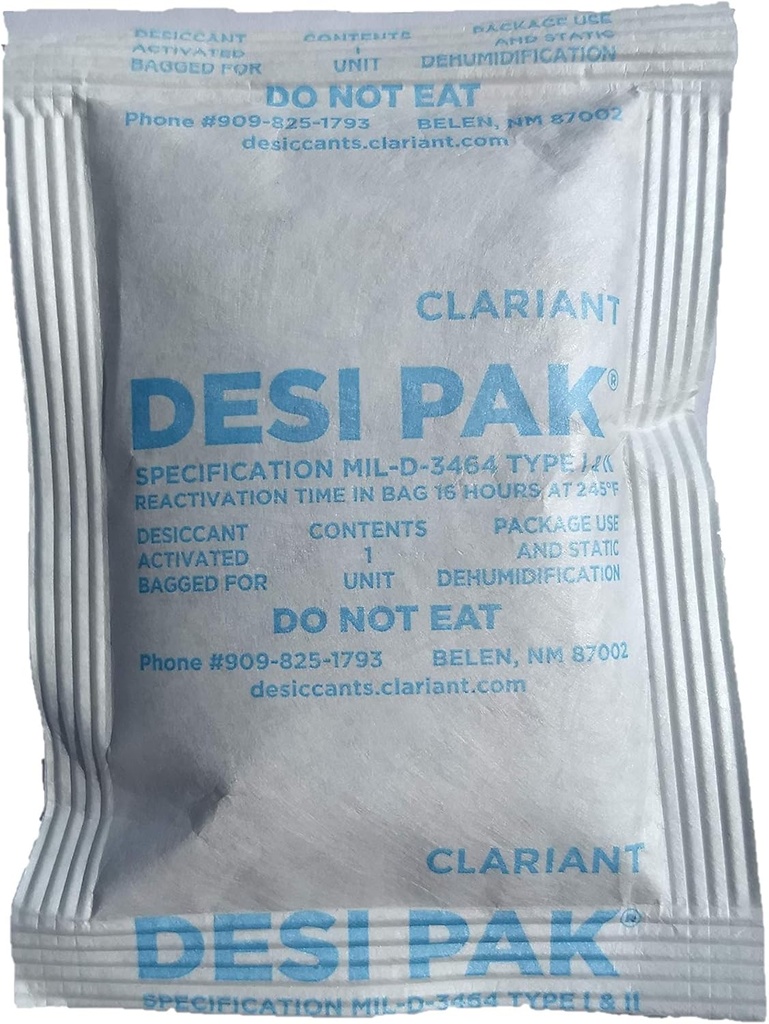 DESICCANT CONTENTS PACKAGE USE
ACTIVATED 1 AND STATIC
BAGGED FOR UNIT DEHUMIDIFICATION
DO NOT EAT
Phone #909-825-1793 BELEN, NM 87002
desiccants.clariant.com
CLARIANT
DESI PAK®
SPECIFICATION MIL-D-3464 TYPE I & II
REACTIVATION TIME IN BAG 16 HOURS AT 245°F
DESICCANT CONTENTS PACKAGE USE
ACTIVATED 1 AND STATIC
BAGGED FOR UNIT DEHUMIDIFICATION
DO NOT EAT
Phone #909-825-1793 BELEN, NM 87002
desiccants.clariant.com
CLARIANT
DESI PAK®
SPECIFICATION MIL-D-3464 TYPE I & II